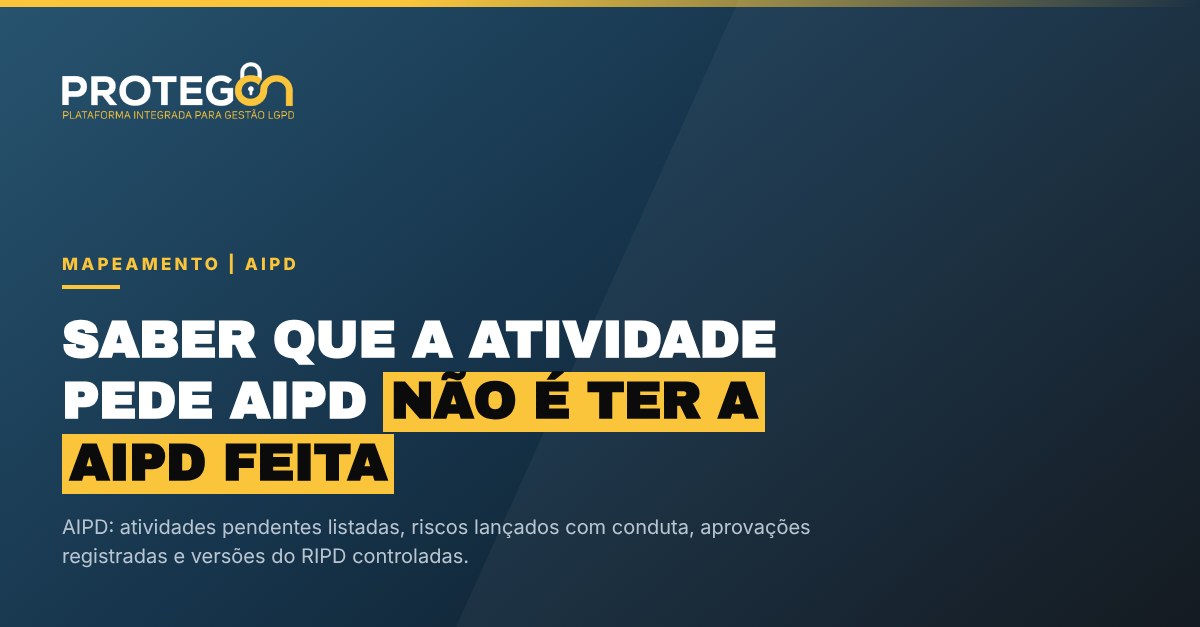 PROTEGON
PLATAFORMA INTEGRADA PARA GESTÃO LGPD
MAPEAMENTO | AIPD
SABER QUE A ATIVIDADE
PEDE AIPD NÃO É TER A
AIPD FEITA
AIPD: atividades pendentes listadas, riscos lançados com conduta, aprovações
registradas e versões do RIPD controladas.